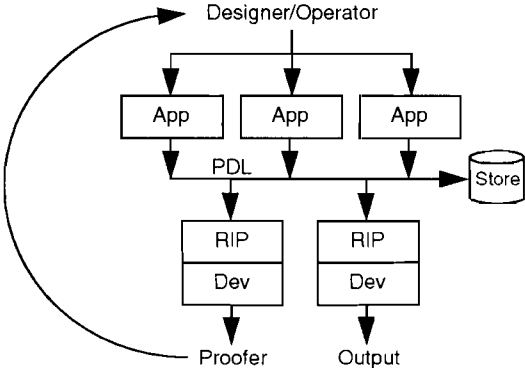 Designer/Operator
App
App
App
PDL
Store
RIP
RIP
Dev
Dev
Proofer
Output